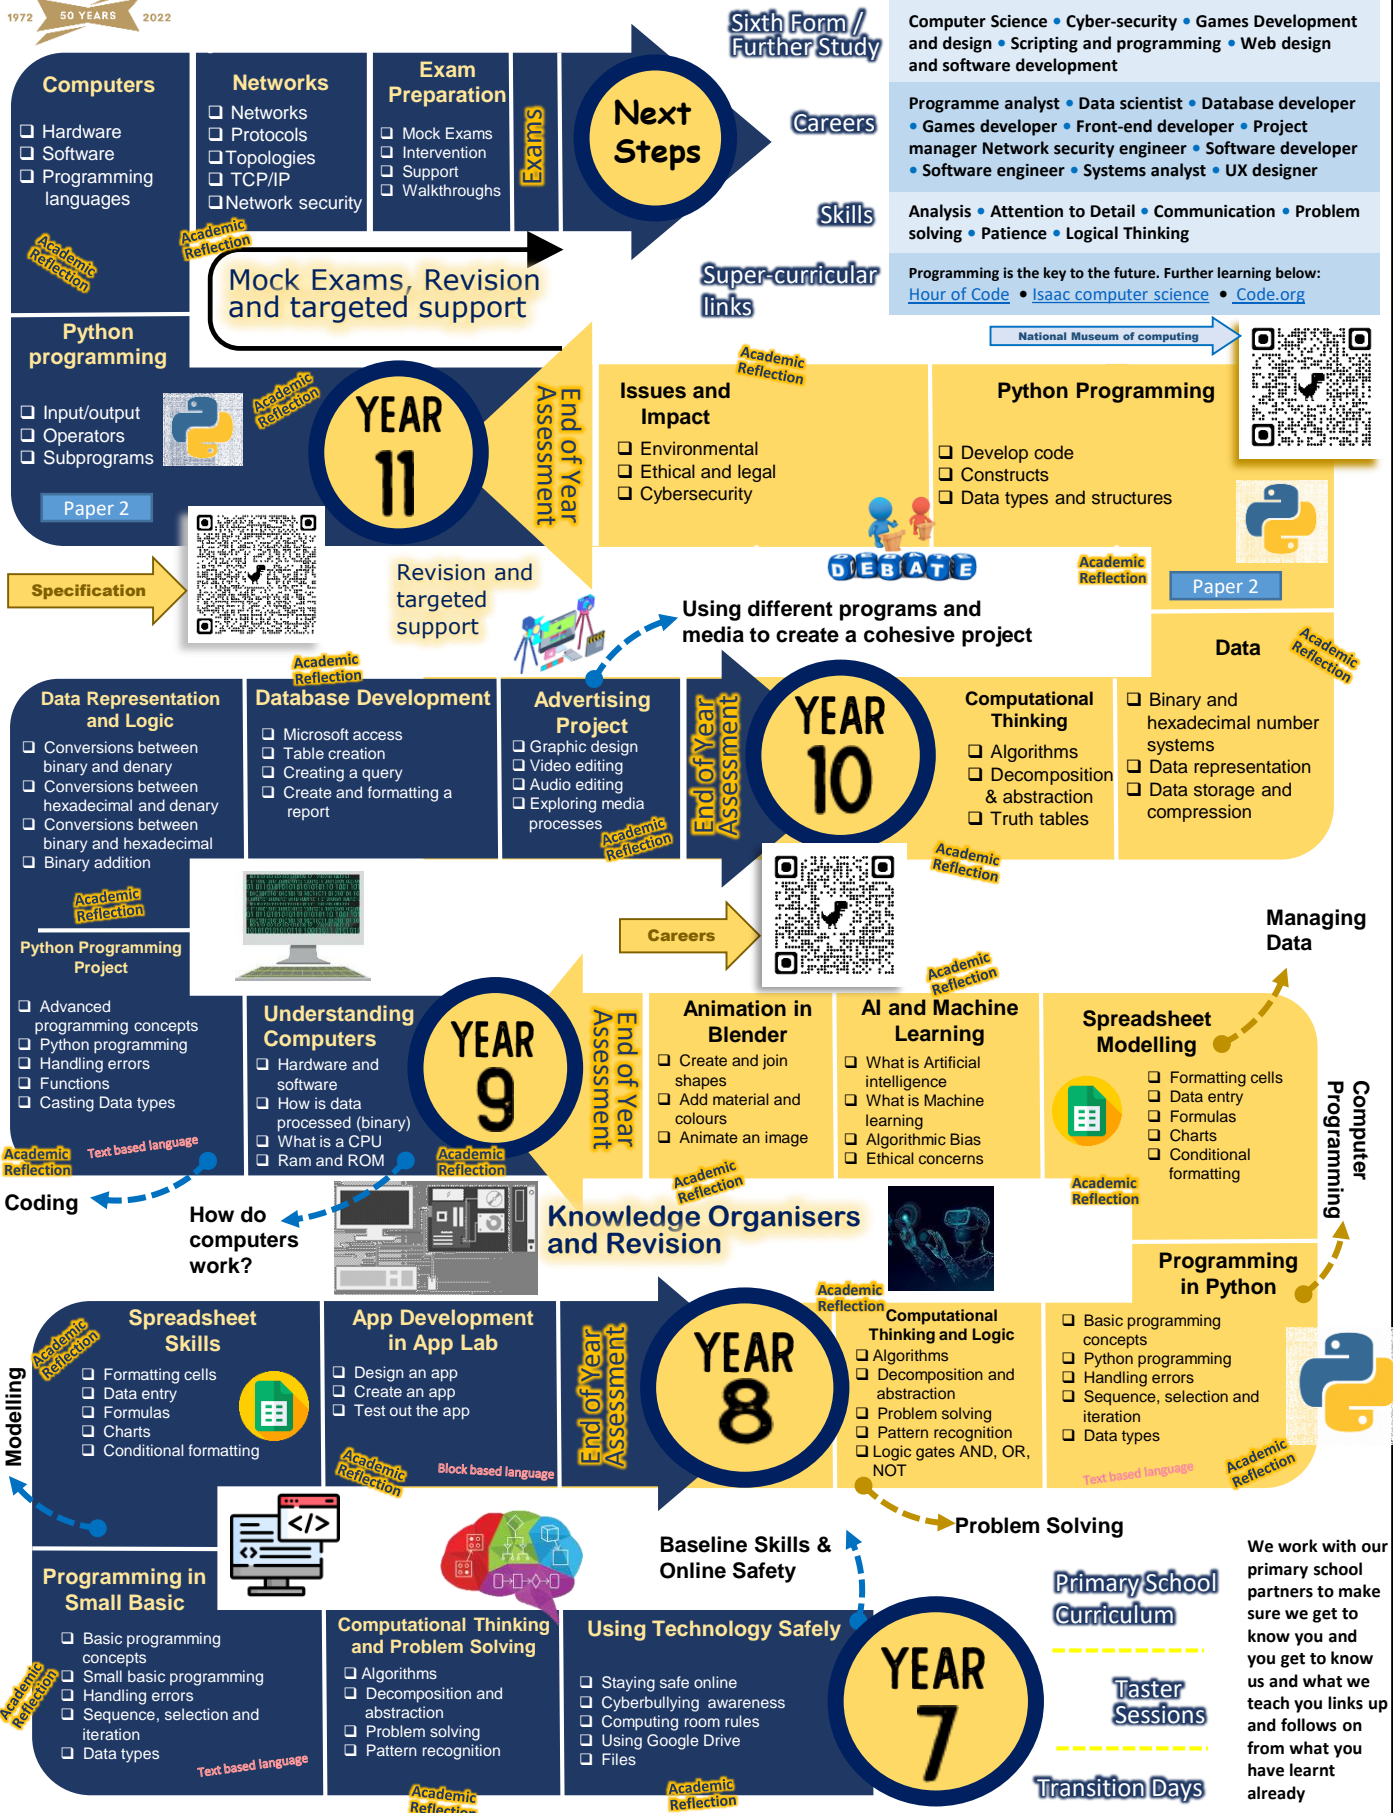 1972 50 YEARS 2022
Computers
Hardware
Software
Programming
languages
Academic
Reflection
Networks
Networks
Protocols
Topologies
TCP/IP
Network security
Academic
Reflection
Exam
Preparation
Mock Exams
Intervention
Support
Walkthroughs
Exams
Next
Steps
Sixth Form /
Further Study
Computer Science • Cyber-security • Games Development
and design • Scripting and programming • Web design
and software development
Careers
Programme analyst • Data scientist • Database developer
• Games developer • Front-end developer • Project
manager Network security engineer • Software developer
• Software engineer • Systems analyst • UX designer
Skills
Analysis • Attention to Detail • Communication • Problem
solving • Patience • Logical Thinking
Super-curricular
links
Programming is the key to the future. Further learning below:
Hour of Code • Isaac computer science • Code.org
National Museum of computing
Mock Exams, Revision
and targeted support
Python
programming
Input/output
Operators
Subprograms
Paper 2
Academic
Reflection
YEAR
11
End of Year
Assessment
Issues and
Impact
Environmental
Ethical and legal
Cybersecurity
Academic
Reflection
DEBATE
Python Programming
Develop code
Constructs
Data types and structures
Academic
Reflection
Paper 2
Specification
Revision and
targeted
support
Using different programs and
media to create a cohesive project
Data
Academic
Reflection
Binary and
hexadecimal number
systems
Data representation
Data storage and
compression
Computational
Thinking
Algorithms
Decomposition
& abstraction
Truth tables
Academic
Reflection
YEAR
10
End of Year
Assessment
Advertising
Project
Graphic design
Video editing
Audio editing
Exploring media
processes
Academic
Reflection
Academic
Reflection
Database Development
Microsoft access
Table creation
Creating a query
Create and formatting a
report
Data Representation
and Logic
Conversions between
binary and denary
Conversions between
hexadecimal and denary
Conversions between
binary and hexadecimal
Binary addition
Academic
Reflection
Python Programming
Project
Advanced
programming concepts
Python programming
Handling errors
Functions
Casting Data types
Text based language
Academic
Reflection
Coding
Understanding
Computers
Hardware and
software
How is data
processed (binary)
What is a CPU
Ram and ROM
Academic
Reflection
How do
computers
work?
YEAR
9
Careers
End of Year
Assessment
Animation in
Blender
Create and join
shapes
Add material and
colours
Animate an image
Academic
Reflection
Academic
Reflection
AI and Machine
Learning
What is Artificial
intelligence
What is Machine
learning
Algorithmic Bias
Ethical concerns
Managing
Data
Spreadsheet
Modelling
Formatting cells
Data entry
Formulas
Charts
Conditional
formatting
Academic
Reflection
Computer
Programming
Knowledge Organisers
and Revision
Programming
in Python
Basic programming
concepts
Python programming
Handling errors
Sequence, selection and
iteration
Data types
Text based language
Academic
Reflection
Academic
Reflection
Computational
Thinking and Logic
Algorithms
Decomposition and
abstraction
Problem solving
Pattern recognition
Logic gates AND, OR,
NOT
Problem Solving
YEAR
8
End of Year
Assessment
App Development
in App Lab
Design an app
Create an app
Test out the app
Block based language
Academic
Reflection
Spreadsheet
Skills
Formatting cells
Data entry
Formulas
Charts
Conditional formatting
Academic
Reflection
Modelling
</>
Programming in
Small Basic
Basic programming
concepts
Small basic programming
Handling errors
Sequence, selection and
iteration
Data types
Text based language
Academic
Reflection
Computational Thinking
and Problem Solving
Algorithms
Decomposition and
abstraction
Problem solving
Pattern recognition
Academic
Reflection
Baseline Skills &
Online Safety
Using Technology Safely
Staying safe online
Cyberbullying awareness
Computing room rules
Using Google Drive
Files
Academic
Reflection
YEAR
7
Primary School
Curriculum
Taster
Sessions
Transition Days
We work with our
primary school
partners to make
sure we get to
know you and
you get to know
us and what we
teach you links up
and follows on
from what you
have learnt
already